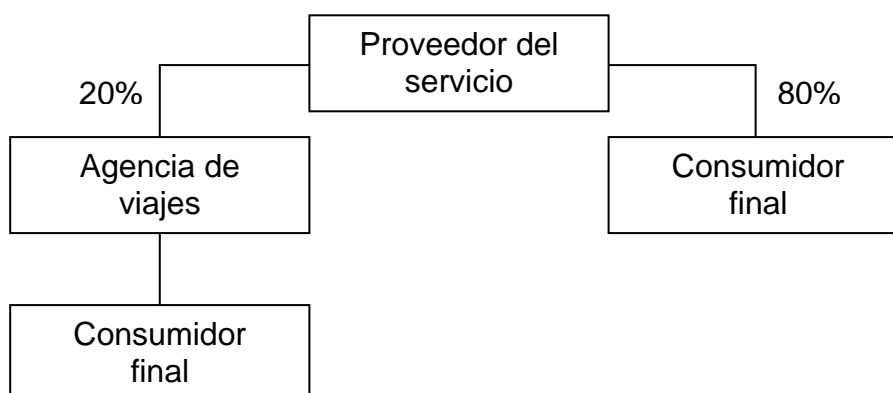 Proveedor del
servicio
20%
80%
Agencia de
viajes
Consumidor
final
Consumidor
final